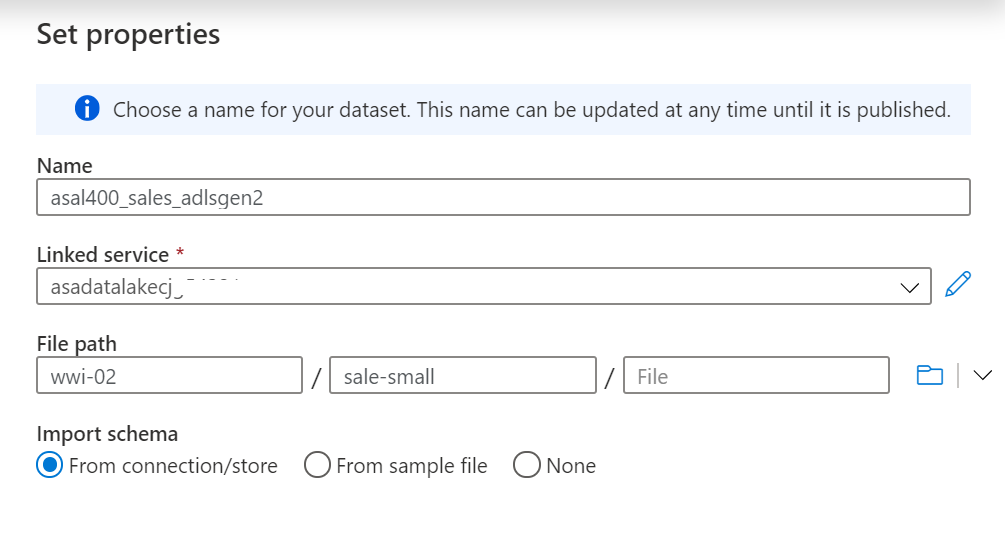 Set properties
Choose a name for your dataset. This name can be updated at any time until it is published.
Name
asal400_sales_adlsgen2
Linked service *
File path
wwi-02 / sale-small / File
Import schema
From connection/store From sample file None